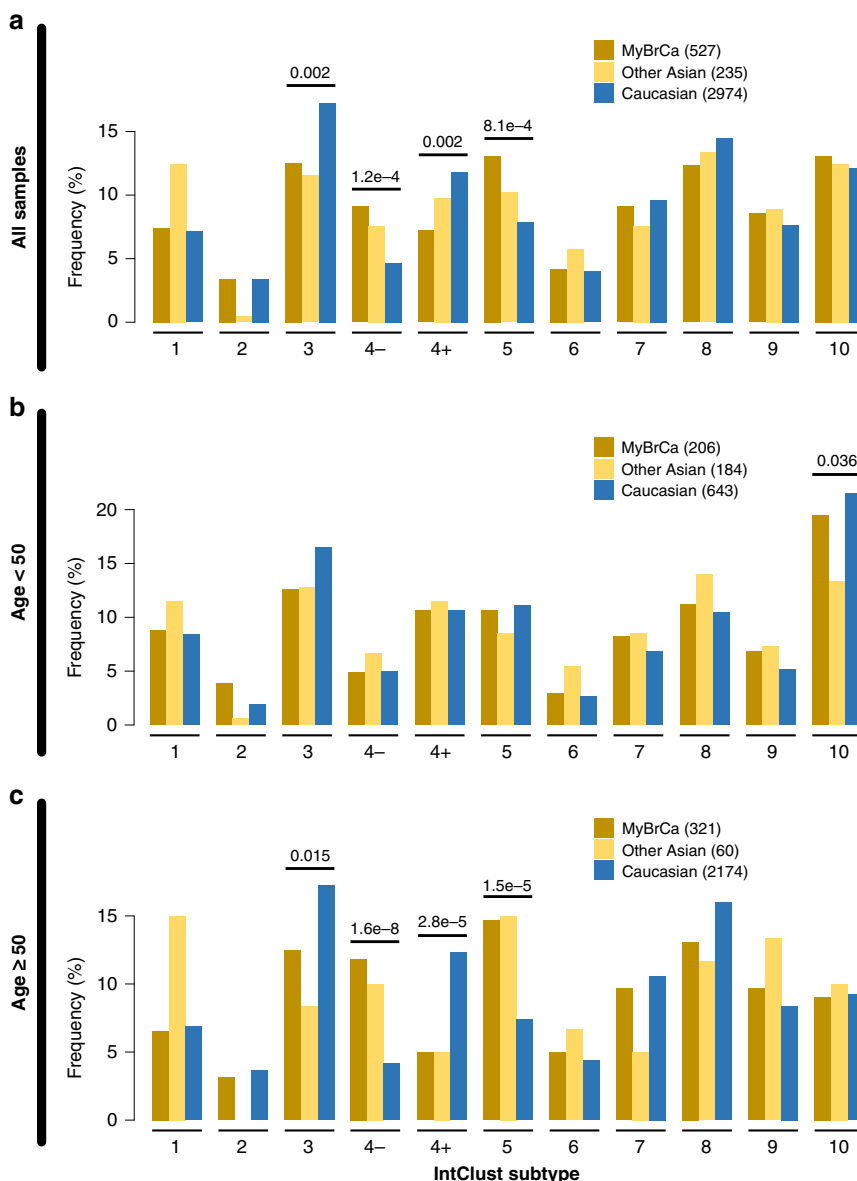 a
All samples
Frequency (%)
MyBrCa (527)
Other Asian (235)
Caucasian (2974)
0.002
1.2e–4
0.002
8.1e–4
15
10
5
0
1 2 3 4– 4+ 5 6 7 8 9 10
b
Age < 50
Frequency (%)
MyBrCa (206)
Other Asian (184)
Caucasian (643)
0.036
20
15
10
5
0
1 2 3 4– 4+ 5 6 7 8 9 10
c
Age ≥ 50
Frequency (%)
MyBrCa (321)
Other Asian (60)
Caucasian (2174)
0.015
1.6e–8
2.8e–5
1.5e–5
15
10
5
0
1 2 3 4– 4+ 5 6 7 8 9 10
IntClust subtype